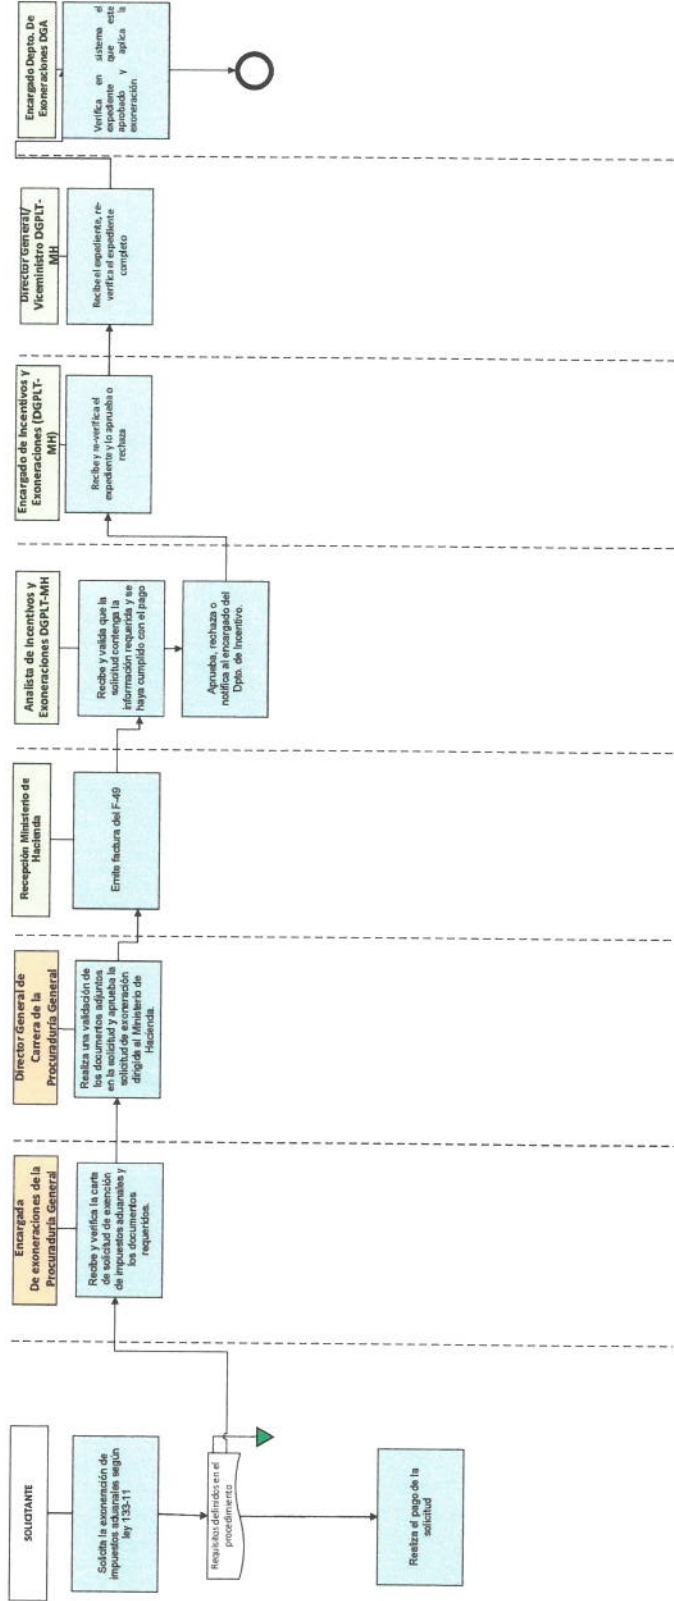 SOLICITANTE
Solicita la exoneración de
impuestos aduanales según
ley 133-11
Requisitos definidos en el
procedimiento
Realiza el pago de la
solicitud
Encargada
De exoneraciones de la
Procuraduría General
Recibe y verifica la carta
de solicitud de exención
de impuestos aduanales y
los documentos
requeridos.
Director General de
Carrera de la
Procuraduría General
Realiza una validación de
los documentos adjuntos
en la solicitud y aprueba la
solicitud de exoneración
dirigida al Ministerio de
Hacienda.
Recepción Ministerio de
Hacienda
Emite factura del F-49
Analista de Incentivos y
Exoneraciones DGPLT-MH
Recibe y valida que la
solicitud contenga la
información requerida y se
haya cumplido con el pago
Aprueba, rechaza o
notifica al encargado del
Dpto. de Incentivo.
Encargado de Incentivos y
Exoneraciones (DGPLT-
MH)
Recibe y re-verifica el
expediente y lo aprueba o
rechaza
Director General/
Viceministro DGPLT-
MH
Recibe el expediente, re-
verifica el expediente
completo
Encargado Depto. De
Exoneraciones DGA
Verifica en sistema el
expediente que este
aprobado y aplica la
exoneración